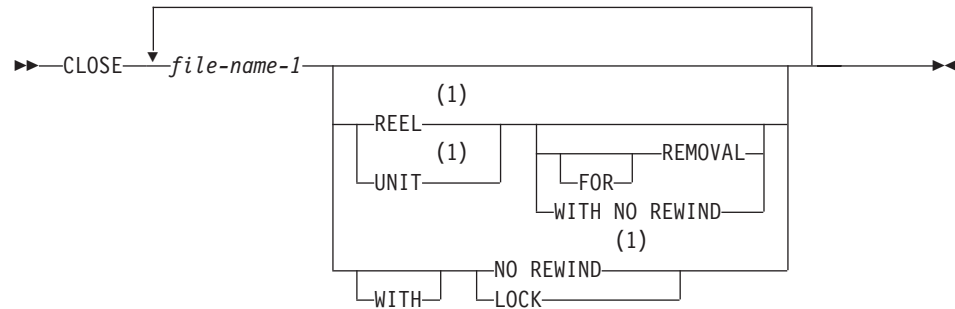 CLOSE file-name-1
(1)
REEL
(1)
REMOVAL
UNIT FOR
WITH NO REWIND
(1)
NO REWIND
WITH LOCK